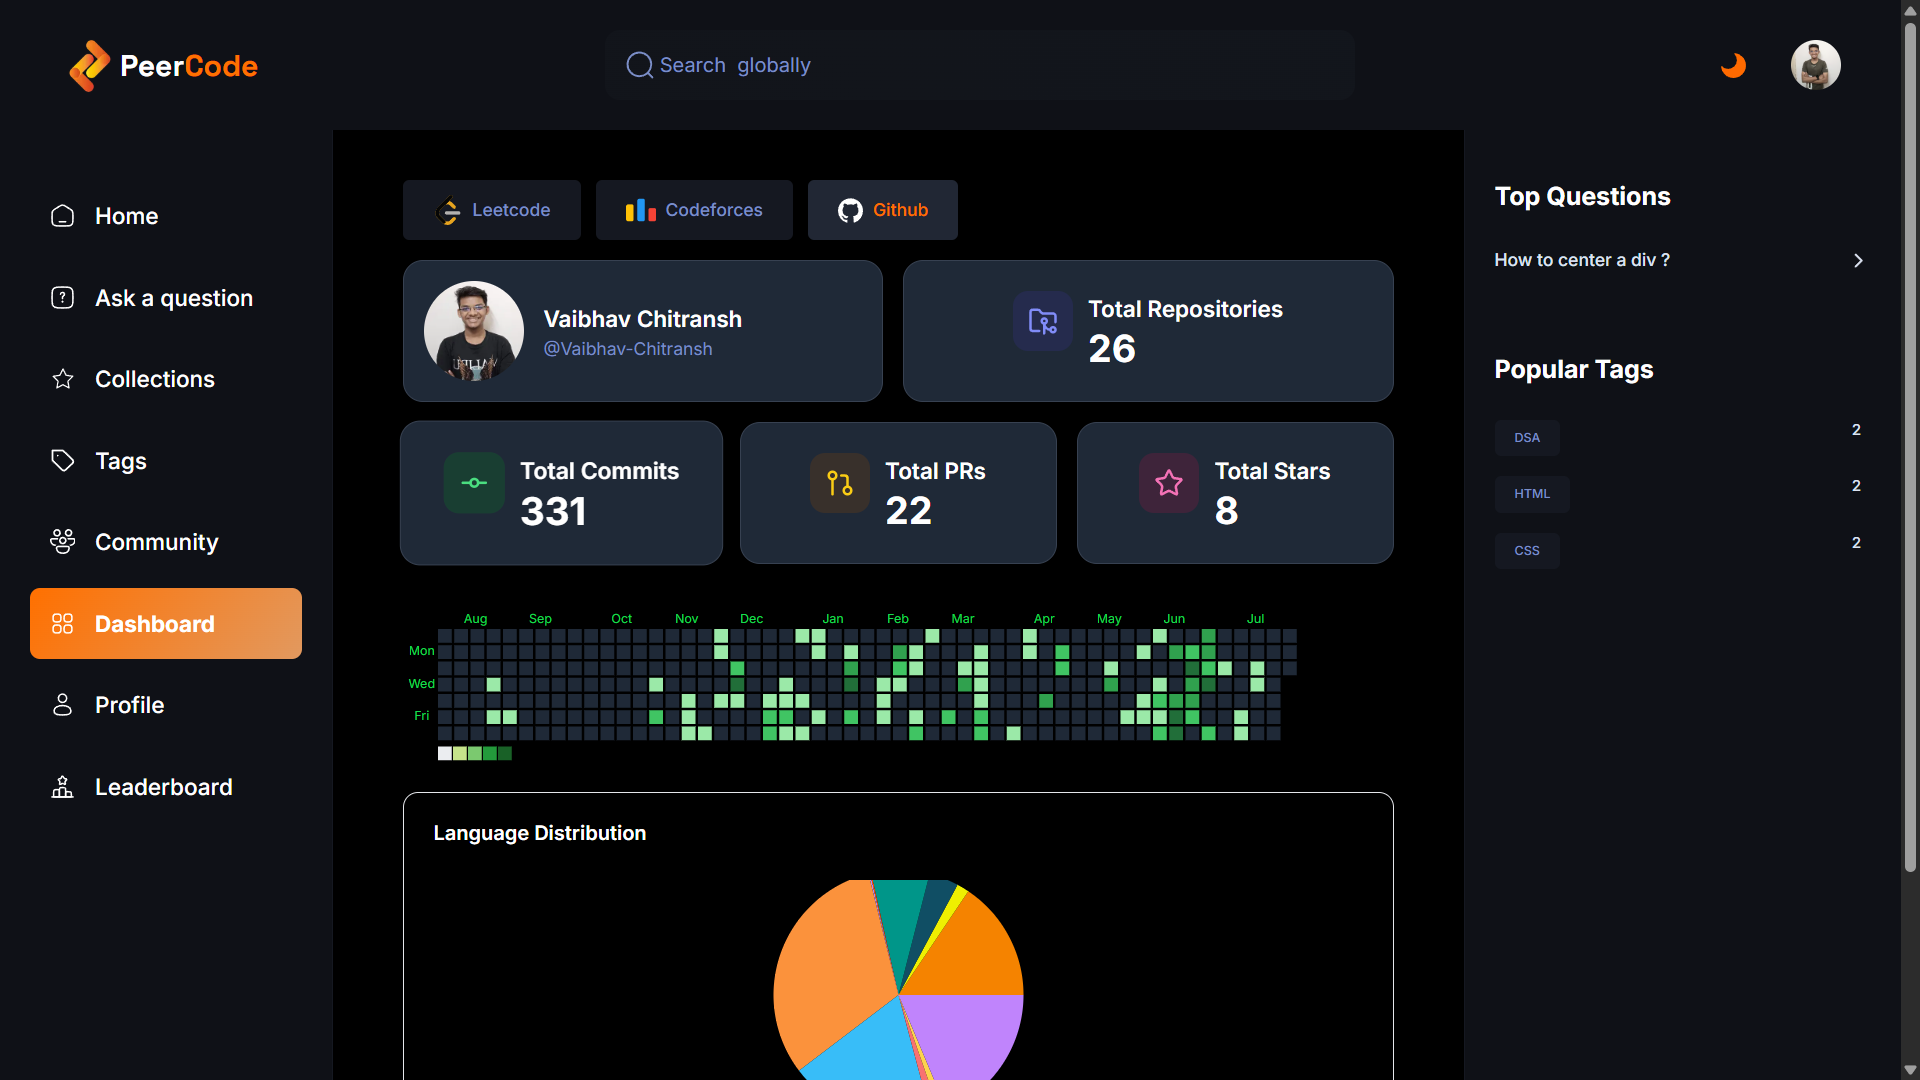 PeerCode
Search globally
Home
Ask a question
Collections
Tags
Community
Dashboard
Profile
Leaderboard
Leetcode
Codeforces
Github
Vaibhav Chitransh
@Vaibhav-Chitransh
Total Repositories
26
Total Commits
331
Total PRs
22
Total Stars
8
Aug Sep Oct Nov Dec Jan Feb Mar Apr May Jun Jul
Mon
Wed
Fri
Language Distribution
Top Questions
How to center a div ?
Popular Tags
DSA 2
HTML 2
CSS 2